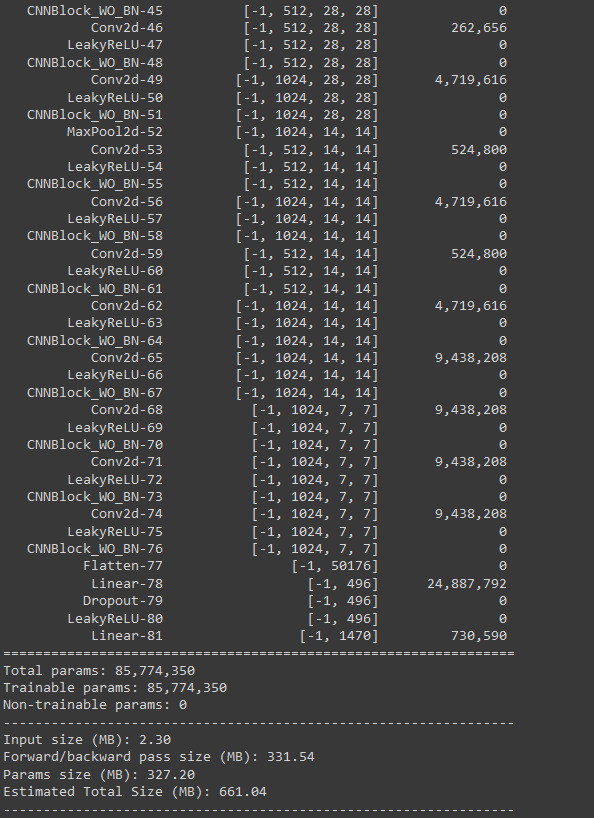 CNNBlock_WO_BN-45 [-1, 512, 28, 28] 0
Conv2d-46 [-1, 512, 28, 28] 262,656
LeakyReLU-47 [-1, 512, 28, 28] 0
CNNBlock_WO_BN-48 [-1, 512, 28, 28] 0
Conv2d-49 [-1, 1024, 28, 28] 4,719,616
LeakyReLU-50 [-1, 1024, 28, 28] 0
CNNBlock_WO_BN-51 [-1, 1024, 28, 28] 0
MaxPool2d-52 [-1, 1024, 14, 14] 0
Conv2d-53 [-1, 512, 14, 14] 524,800
LeakyReLU-54 [-1, 512, 14, 14] 0
CNNBlock_WO_BN-55 [-1, 512, 14, 14] 0
Conv2d-56 [-1, 1024, 14, 14] 4,719,616
LeakyReLU-57 [-1, 1024, 14, 14] 0
CNNBlock_WO_BN-58 [-1, 1024, 14, 14] 0
Conv2d-59 [-1, 512, 14, 14] 524,800
LeakyReLU-60 [-1, 512, 14, 14] 0
CNNBlock_WO_BN-61 [-1, 512, 14, 14] 0
Conv2d-62 [-1, 1024, 14, 14] 4,719,616
LeakyReLU-63 [-1, 1024, 14, 14] 0
CNNBlock_WO_BN-64 [-1, 1024, 14, 14] 0
Conv2d-65 [-1, 1024, 14, 14] 9,438,208
LeakyReLU-66 [-1, 1024, 14, 14] 0
CNNBlock_WO_BN-67 [-1, 1024, 14, 14] 0
Conv2d-68 [-1, 1024, 7, 7] 9,438,208
LeakyReLU-69 [-1, 1024, 7, 7] 0
CNNBlock_WO_BN-70 [-1, 1024, 7, 7] 0
Conv2d-71 [-1, 1024, 7, 7] 9,438,208
LeakyReLU-72 [-1, 1024, 7, 7] 0
CNNBlock_WO_BN-73 [-1, 1024, 7, 7] 0
Conv2d-74 [-1, 1024, 7, 7] 9,438,208
LeakyReLU-75 [-1, 1024, 7, 7] 0
CNNBlock_WO_BN-76 [-1, 1024, 7, 7] 0
Flatten-77 [-1, 50176] 0
Linear-78 [-1, 496] 24,887,792
Dropout-79 [-1, 496] 0
LeakyReLU-80 [-1, 496] 0
Linear-81 [-1, 1470] 730,590
================================================================
Total params: 85,774,350
Trainable params: 85,774,350
Non-trainable params: 0
----------------------------------------------------------------
Input size (MB): 2.30
Forward/backward pass size (MB): 331.54
Params size (MB): 327.20
Estimated Total Size (MB): 661.04
----------------------------------------------------------------